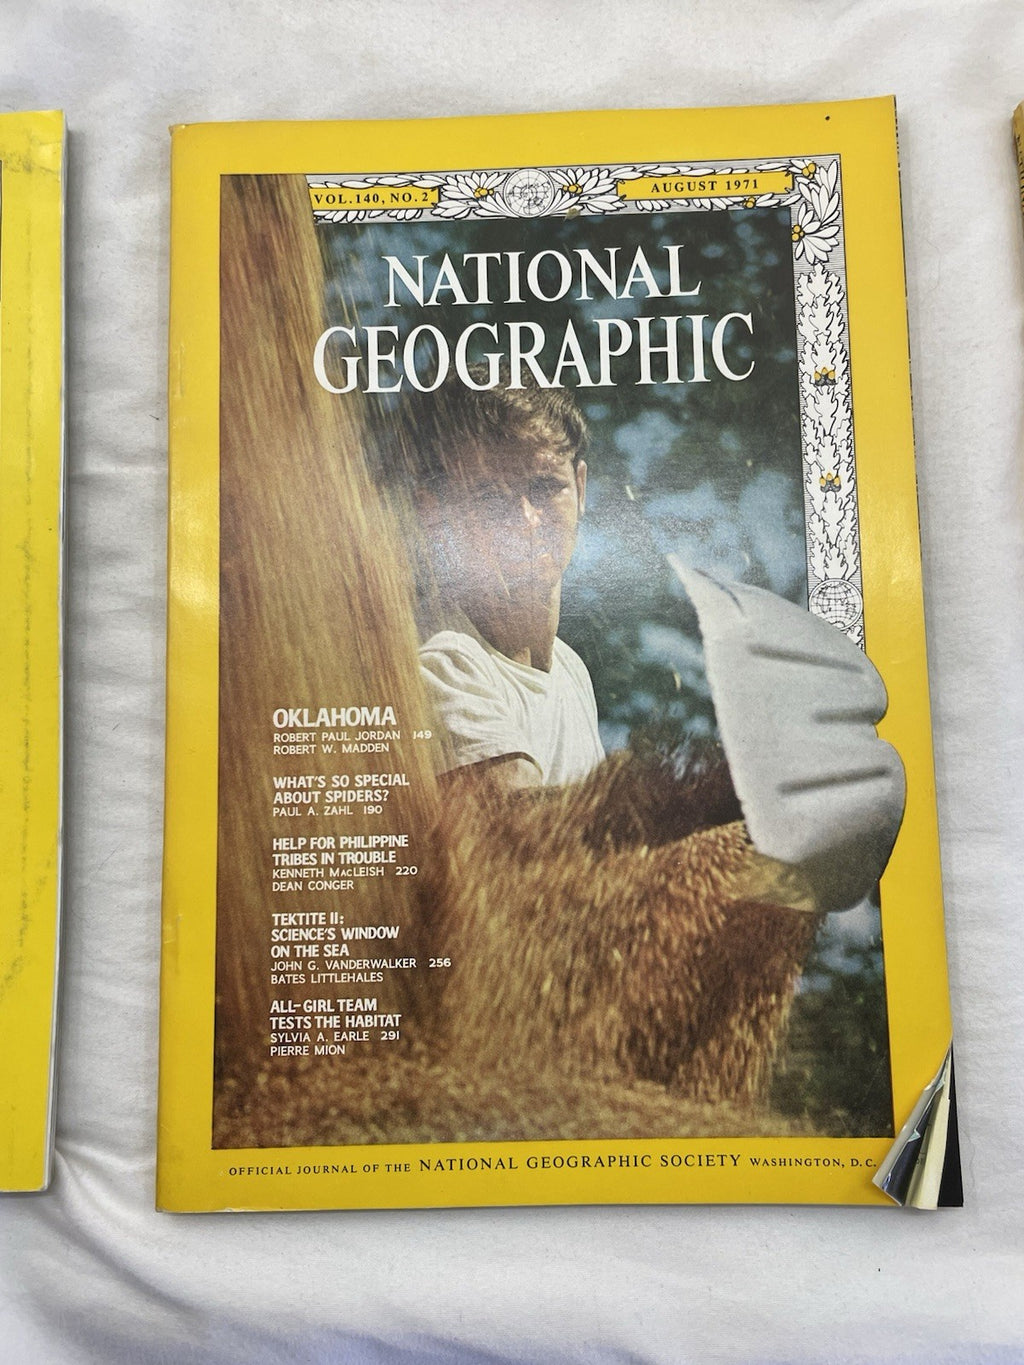 VOL. 140, NO. 2
AUGUST 1971
NATIONAL
GEOGRAPHIC
OKLAHOMA
ROBERT PAUL JORDAN 149
ROBERT W. MADDEN
WHAT'S SO SPECIAL
ABOUT SPIDERS?
PAUL A. ZAHL 190
HELP FOR PHILIPPINE
TRIBES IN TROUBLE
KENNETH MacLEISH 220
DEAN CONGER
TEKTITE II:
SCIENCE'S WINDOW
ON THE SEA
JOHN G. VANDERWALKER 256
BATES LITTLEHALES
ALL-GIRL TEAM
TESTS THE HABITAT
SYLVIA A. EARLE 291
PIERRE MION
OFFICIAL JOURNAL OF THE NATIONAL GEOGRAPHIC SOCIETY WASHINGTON, D.C.